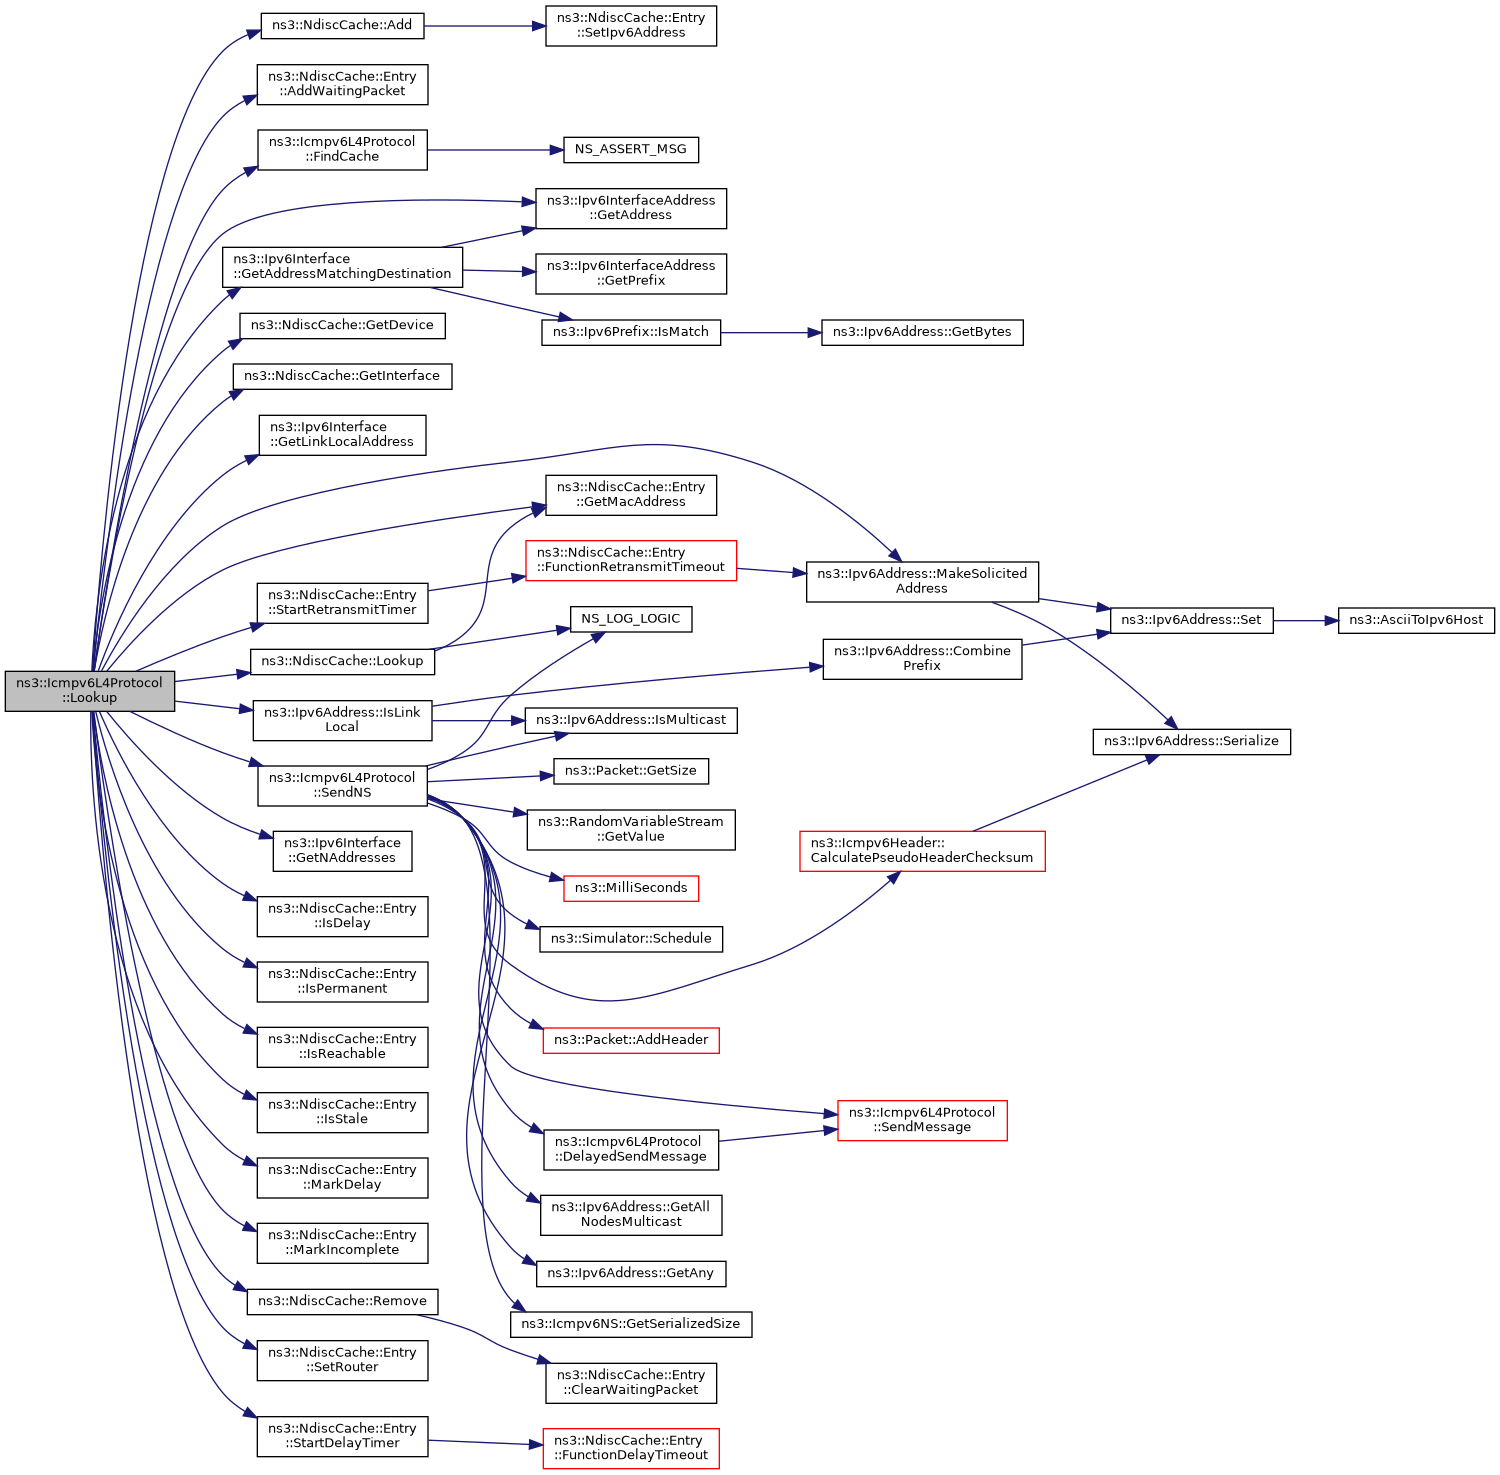 ns3::NdiscCache::Add
ns3::NdiscCache::Entry
::SetIpv6Address
ns3::NdiscCache::Entry
::AddWaitingPacket
ns3::Icmpv6L4Protocol
::FindCache
NS_ASSERT_MSG
ns3::Ipv6InterfaceAddress
::GetAddress
ns3::Ipv6Interface
::GetAddressMatchingDestination
ns3::Ipv6InterfaceAddress
::GetPrefix
ns3::NdiscCache::GetDevice
ns3::Ipv6Prefix::IsMatch
ns3::Ipv6Address::GetBytes
ns3::NdiscCache::GetInterface
ns3::Ipv6Interface
::GetLinkLocalAddress
ns3::NdiscCache::Entry
::GetMacAddress
ns3::NdiscCache::Entry
::FunctionRetransmitTimeout
ns3::Ipv6Address::MakeSolicited
Address
ns3::NdiscCache::Entry
::StartRetransmitTimer
NS_LOG_LOGIC
ns3::Ipv6Address::Set
ns3::AsciiToIpv6Host
ns3::NdiscCache::Lookup
ns3::Ipv6Address::Combine
Prefix
ns3::Icmpv6L4Protocol
::Lookup
ns3::Ipv6Address::IsLink
Local
ns3::Ipv6Address::IsMulticast
ns3::Ipv6Address::Serialize
ns3::Icmpv6L4Protocol
::SendNS
ns3::Packet::GetSize
ns3::RandomVariableStream
::GetValue
ns3::Ipv6Interface
::GetNAddresses
ns3::Icmpv6Header::
CalculatePseudoHeaderChecksum
ns3::MilliSeconds
ns3::NdiscCache::Entry
::IsDelay
ns3::Simulator::Schedule
ns3::NdiscCache::Entry
::IsPermanent
ns3::NdiscCache::Entry
::IsReachable
ns3::Packet::AddHeader
ns3::NdiscCache::Entry
::IsStale
ns3::Icmpv6L4Protocol
::SendMessage
ns3::Icmpv6L4Protocol
::DelayedSendMessage
ns3::NdiscCache::Entry
::MarkDelay
ns3::Ipv6Address::GetAll
NodesMulticast
ns3::NdiscCache::Entry
::MarkIncomplete
ns3::Ipv6Address::GetAny
ns3::NdiscCache::Remove
ns3::Icmpv6NS::GetSerializedSize
ns3::NdiscCache::Entry
::SetRouter
ns3::NdiscCache::Entry
::ClearWaitingPacket
ns3::NdiscCache::Entry
::StartDelayTimer
ns3::NdiscCache::Entry
::FunctionDelayTimeout